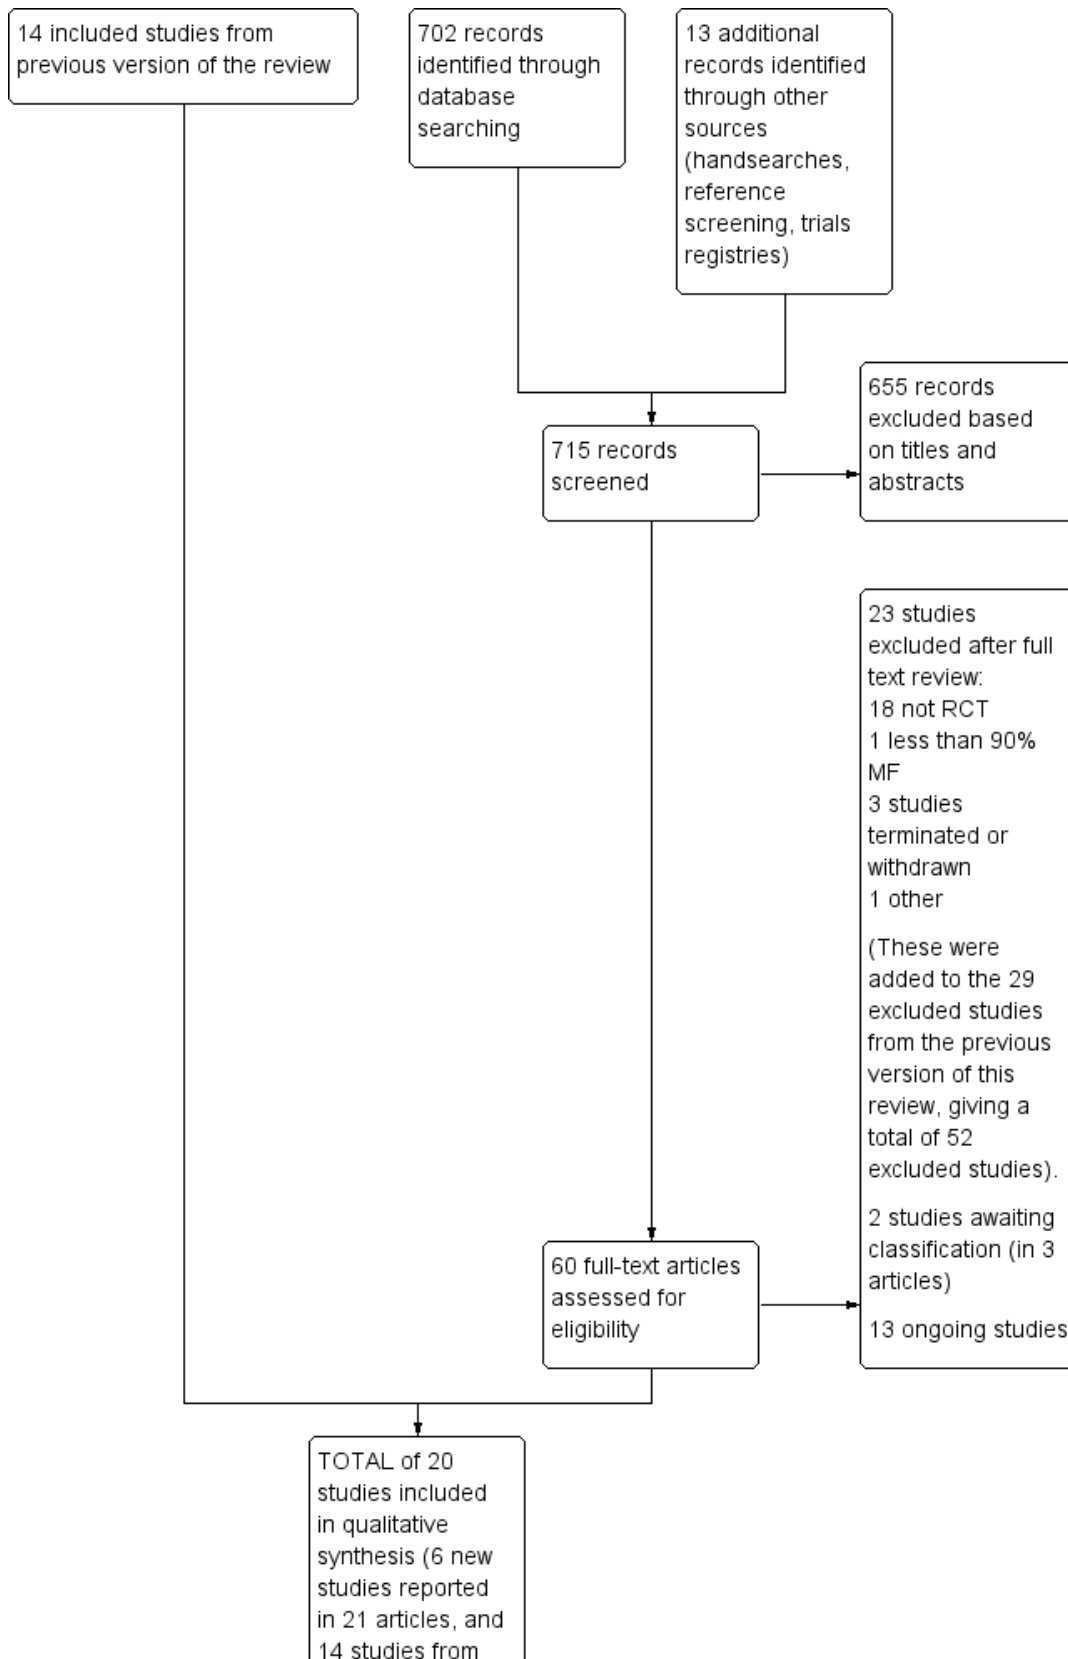 14 included studies from
previous version of the review
702 records
identified through
database
searching
13 additional
records identified
through other
sources
(handsearches,
reference
screening, trials
registries)
715 records
screened
655 records
excluded based
on titles and
abstracts
60 full-text articles
assessed for
eligibility
23 studies
excluded after full
text review:
18 not RCT
1 less than 90%
MF
3 studies
terminated or
withdrawn
1 other
(These were
added to the 29
excluded studies
from the previous
version of this
review, giving a
total of 52
excluded studies).
2 studies awaiting
classification (in 3
articles)
13 ongoing studies
TOTAL of 20
studies included
in qualitative
synthesis (6 new
studies reported
in 21 articles, and
14 studies from